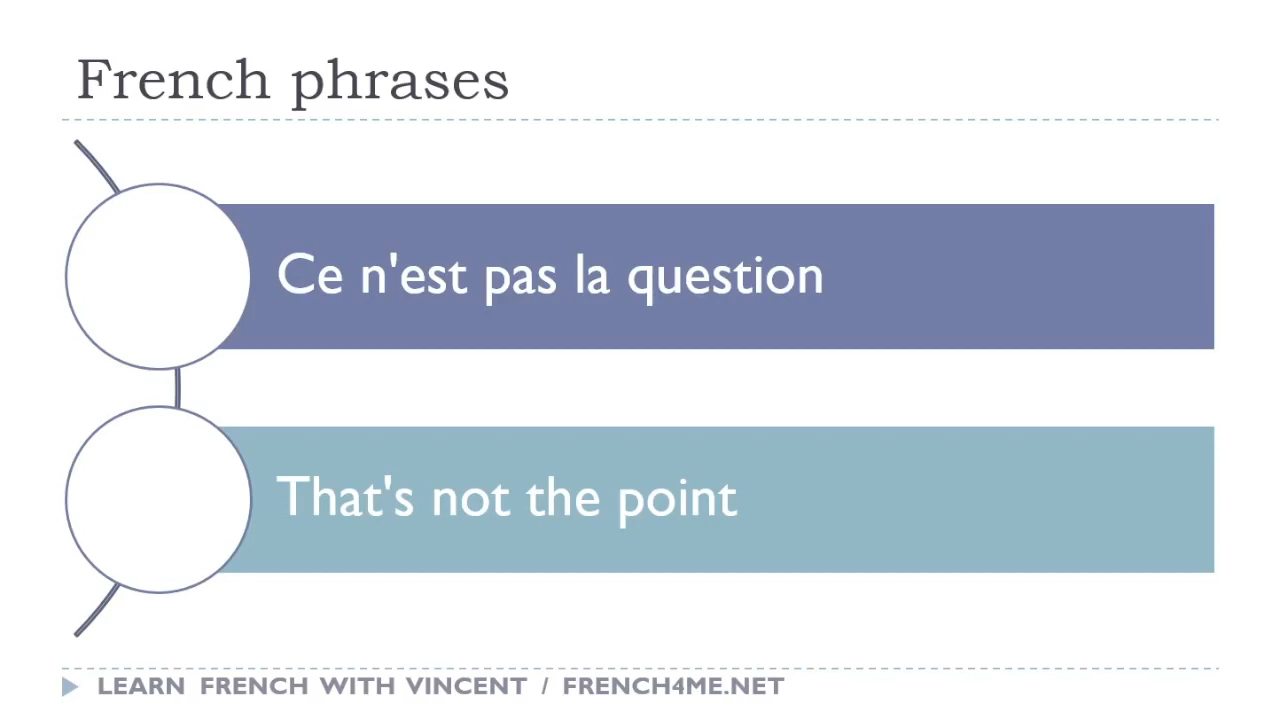 French phrases
Ce n'est pas la question
That's not the point
LEARN FRENCH WITH VINCENT / FRENCH4ME.NET